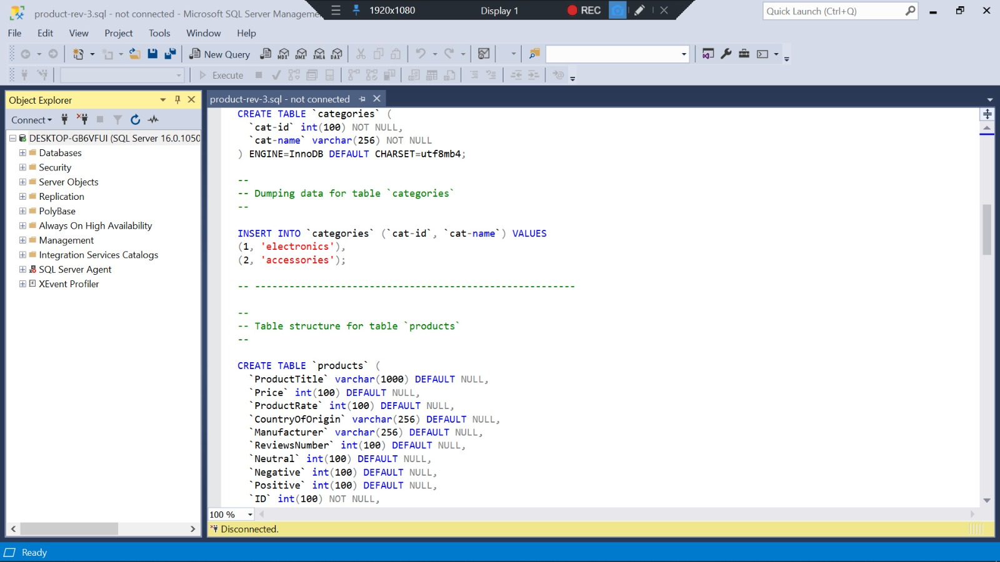 product-rev-3.sql - not connected - Microsoft SQL Server Manageme
1920x1080
Display 1
REC
Quick Launch (Ctrl+Q)
File Edit View Project Tools Window Help
New Query
MDX DMX XMLA DAX
Execute
Object Explorer
product-rev-3.sql - not connected
Connect
DESKTOP-GB6VFUI (SQL Server 16.0.1050
Databases
Security
Server Objects
Replication
PolyBase
Always On High Availability
Management
Integration Services Catalogs
SQL Server Agent
XEvent Profiler
CREATE TABLE `categories` (
`cat-id` int(100) NOT NULL,
`cat-name` varchar(256) NOT NULL
) ENGINE=InnoDB DEFAULT CHARSET=utf8mb4;
--
-- Dumping data for table `categories`
--
INSERT INTO `categories` (`cat-id`, `cat-name`) VALUES
(1, 'electronics'),
(2, 'accessories');
-- --------------------------------------------------------
--
-- Table structure for table `products`
--
CREATE TABLE `products` (
`ProductTitle` varchar(1000) DEFAULT NULL,
`Price` int(100) DEFAULT NULL,
`ProductRate` int(100) DEFAULT NULL,
`CountryOfOrigin` varchar(256) DEFAULT NULL,
`Manufacturer` varchar(256) DEFAULT NULL,
`ReviewsNumber` int(100) DEFAULT NULL,
`Neutral` int(100) DEFAULT NULL,
`Negative` int(100) DEFAULT NULL,
`Positive` int(100) DEFAULT NULL,
`ID` int(100) NOT NULL,
100 %
Disconnected.
Ready